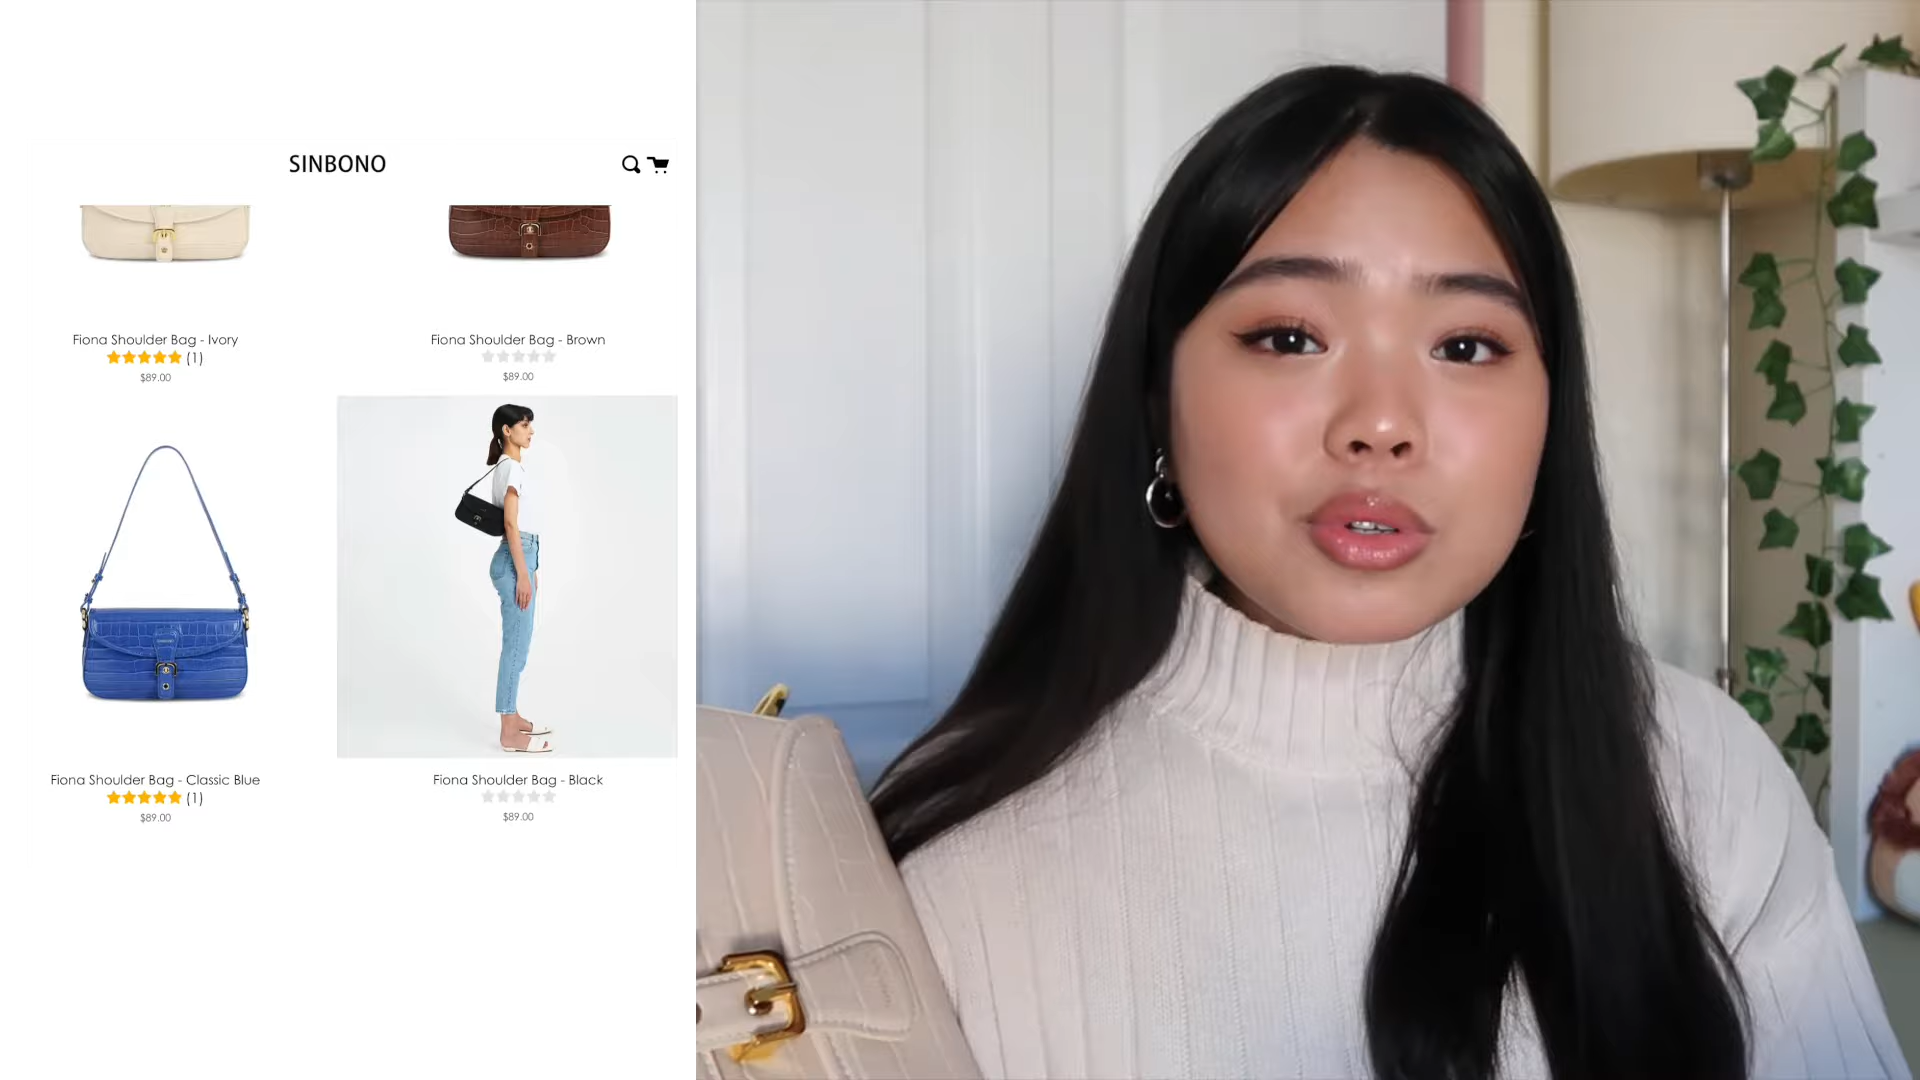 SINBONO
Fiona Shoulder Bag - Ivory
(1)
$89.00
Fiona Shoulder Bag - Brown
$89.00
Fiona Shoulder Bag - Classic Blue
(1)
$89.00
Fiona Shoulder Bag - Black
$89.00